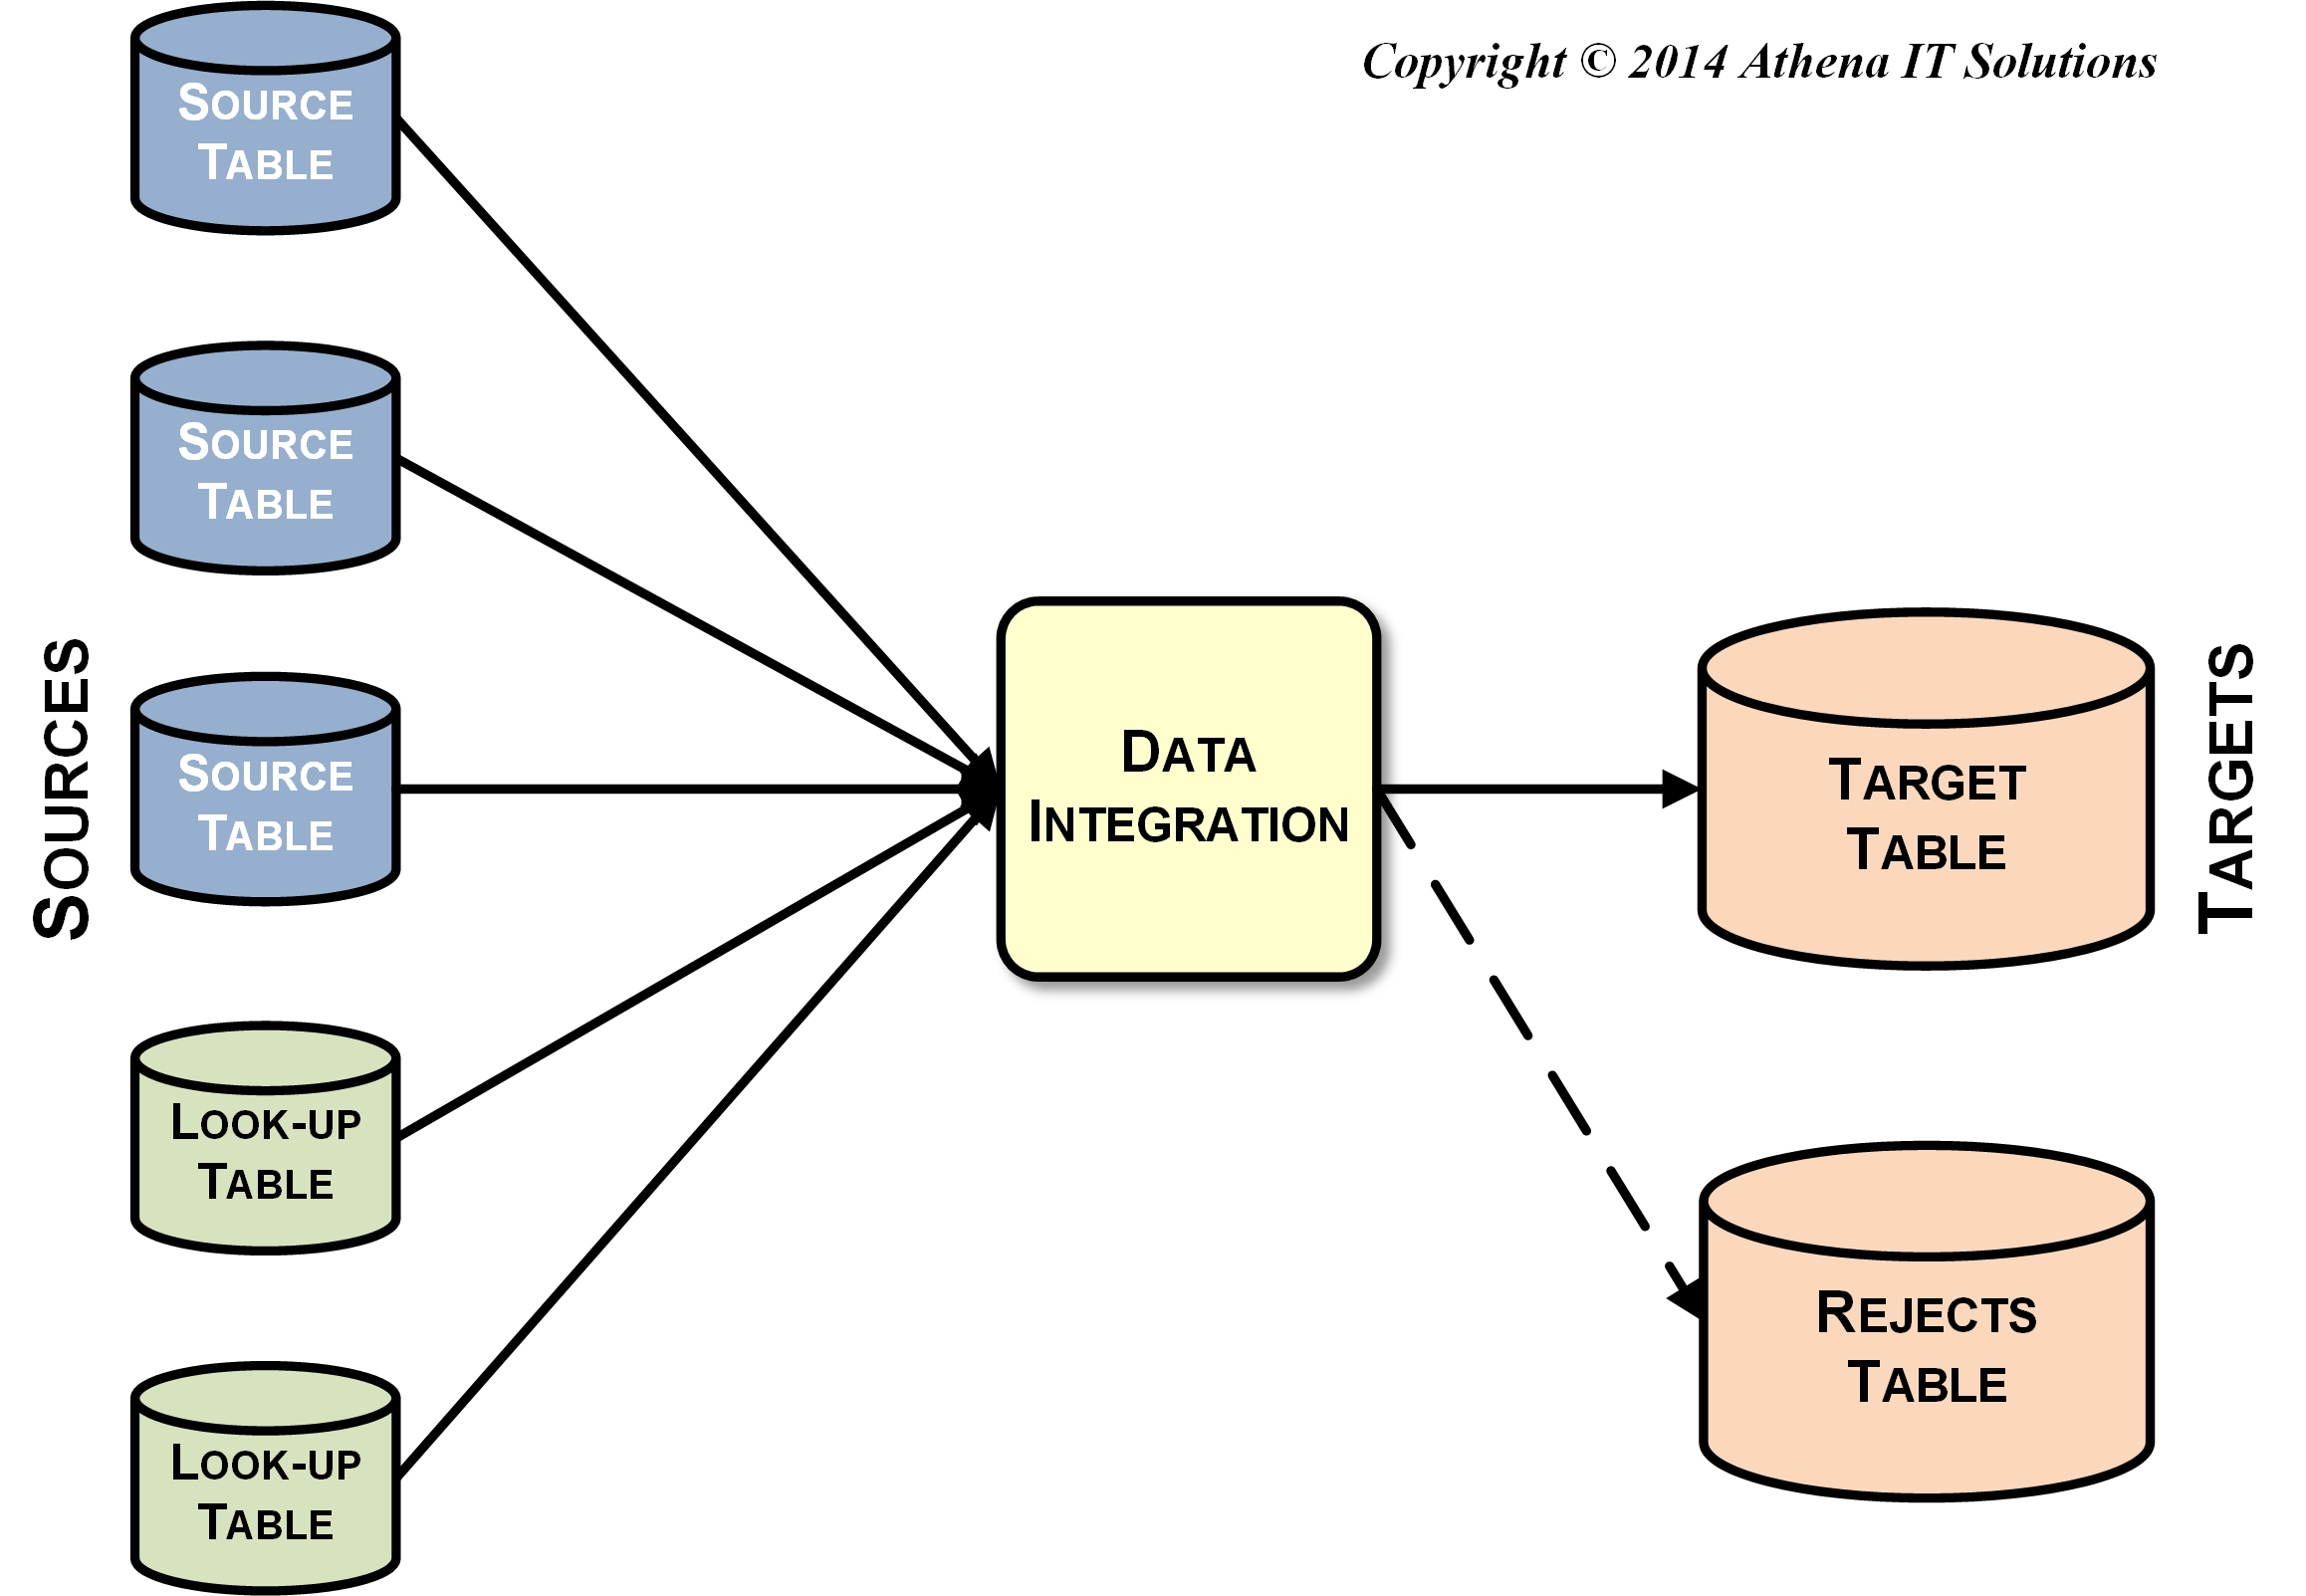 Copyright © 2014 Athena IT Solutions
SOURCES
SOURCE
TABLE
SOURCE
TABLE
SOURCE
TABLE
LOOK-UP
TABLE
LOOK-UP
TABLE
DATA
INTEGRATION
TARGET
TABLE
REJECTS
TABLE
TARGETS